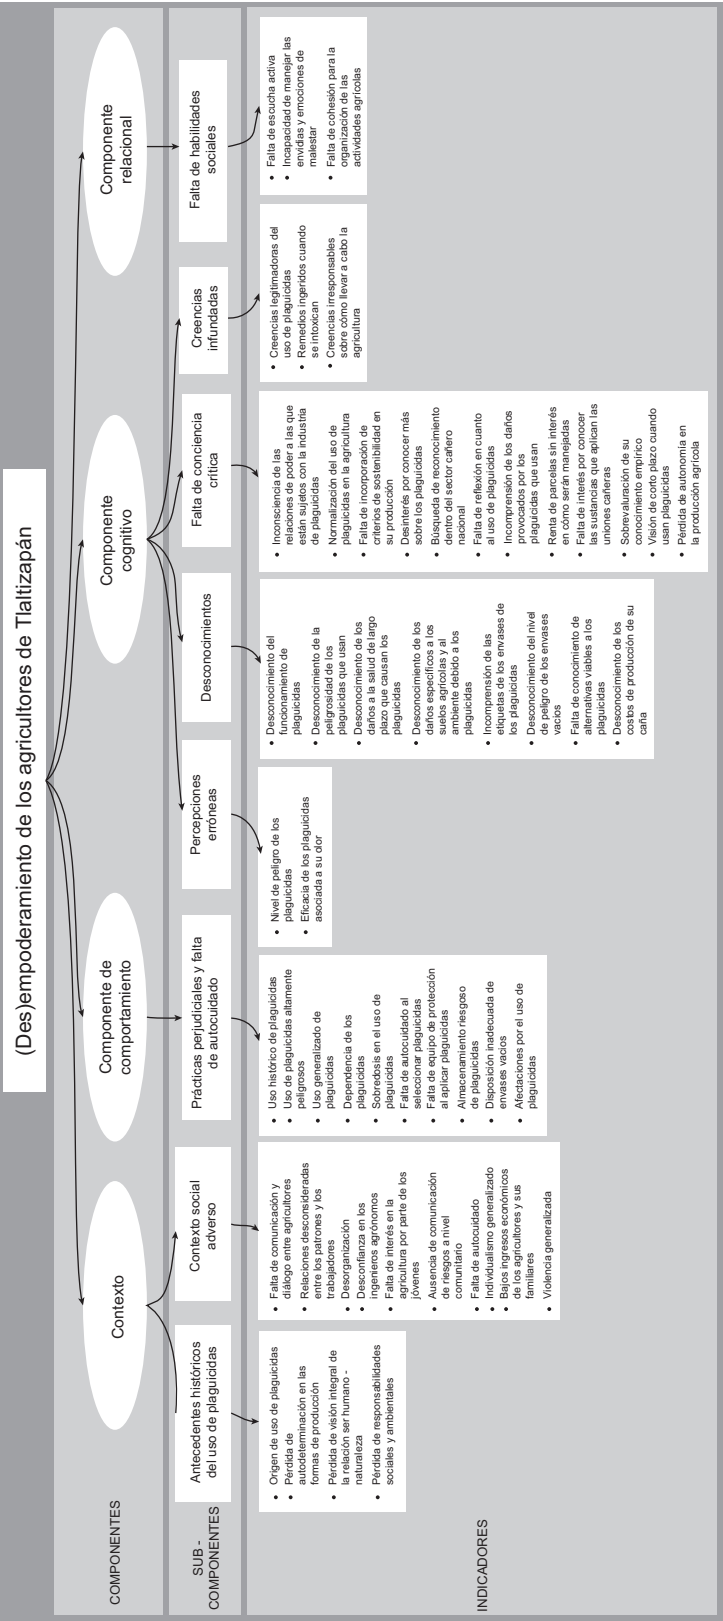 (Des)empoderamiento de los agricultores de Tlaltizapán
COMPONENTES
Contexto
Componente de
comportamiento
Componente
cognitivo
Componente
relacional
SUB -
COMPONENTES
Antecedentes históricos
del uso de plaguicidas
Contexto social
adverso
Prácticas perjudiciales y falta
de autocuidado
Percepciones
erróneas
Desconocimientos
Falta de conciencia
crítica
Creencias
infundadas
Falta de habilidades
sociales
INDICADORES
• Origen de uso de plaguicidas
• Pérdida de
autodeterminación en las
formas de producción
• Pérdida de visión integral de
la relación ser humano -
naturaleza
• Pérdida de responsabilidades
sociales y ambientales
• Falta de comunicación y
diálogo entre agricultores
• Relaciones desconsideradas
entre los patrones y los
trabajadores
• Desorganización
• Desconfianza en los
ingenieros agrónomos
• Falta de interés en la
agricultura por parte de los
jóvenes
• Ausencia de comunicación
de riesgos a nivel
comunitario
• Falta de autocuidado
• Individualismo generalizado
• Bajos ingresos económicos
de los agricultores y sus
familiares
• Violencia generalizada
• Uso histórico de plaguicidas
• Uso de plaguicidas altamente
peligrosos
• Uso generalizado de
plaguicidas
• Dependencia de los
plaguicidas
• Sobredosis en el uso de
plaguicidas
• Falta de autocuidado al
seleccionar plaguicidas
• Falta de equipo de protección
al aplicar plaguicidas
• Almacenamiento riesgoso
de plaguicidas
• Disposición inadecuada de
envases vacios
• Afectaciones por el uso de
plaguicidas
• Nivel de peligro de los
plaguicidas
• Eficacia de los plaguicidas
asociada a su olor
• Desconocimiento del
funcionamiento de
plaguicidas
• Desconocimiento de la
peligrosidad de los
plaguicidas que usan
• Desconocimiento de los
daños a la salud de largo
plazo que causan los
plaguicidas
• Desconocimiento de los
daños específicos a los
suelos agrícolas y al
ambiente debido a los
plaguicidas
• Incomprensión de las
etiquetas de los envases de
los plaguicidas
• Desconocimiento del nivel
de peligro de los envases
vacios
• Falta de conocimiento de
alternativas viables a los
plaguicidas
• Desconocimiento de los
costos de producción de su
caña
• Inconsciencia de las
relaciones de poder a las que
están sujetos con la industria
de plaguicidas
• Normalización del uso de
plaguicidas en la agricultura
• Falta de incorporación de
criterios de sostenibilidad en
su producción
• Desinterés por conocer más
sobre los plaguicidas
• Búsqueda de reconocimiento
dentro del sector cañero
nacional
• Falta de reflexión en cuanto
al uso de plaguicidas
• Incomprensión de los daños
provocados por los
plaguicidas que usan
• Renta de parcelas sin interés
en cómo serán manejadas
• Falta de interés por conocer
las sustancias que aplican las
uniones cañeras
• Sobrevaluración de su
conocimiento empírico
• Visión de corto plazo cuando
usan plaguicidas
• Pérdida de autonomía en
la producción agrícola
• Creencias legitimadoras del
uso de plaguicidas
• Remedios ingeridos cuando
se intoxican
• Creencias irresponsables
sobre cómo llevar a cabo la
agricultura
• Falta de escucha activa
• Incapacidad de manejar las
envidias y emociones de
malestar
• Falta de cohesión para la
organización de las
actividades agrícolas